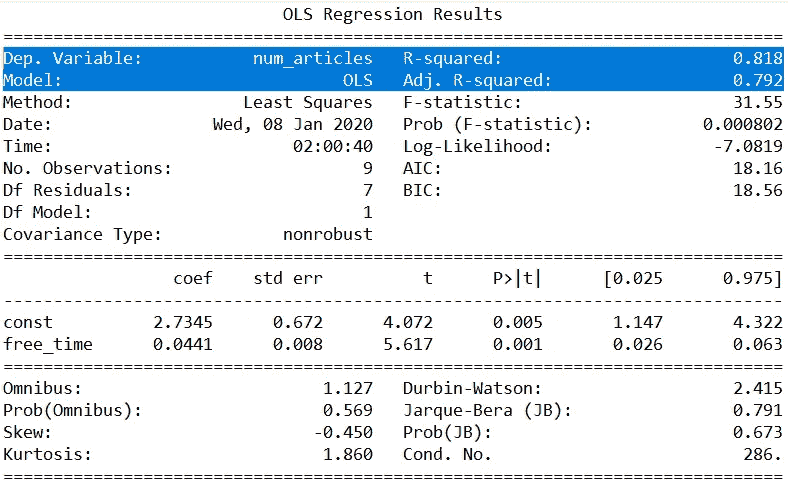 OLS Regression Results
==============================================================================
Dep. Variable: num_articles R-squared: 0.818
Model: OLS Adj. R-squared: 0.792
Method: Least Squares F-statistic: 31.55
Date: Wed, 08 Jan 2020 Prob (F-statistic): 0.000802
Time: 02:00:40 Log-Likelihood: -7.0819
No. Observations: 9 AIC: 18.16
Df Residuals: 7 BIC: 18.56
Df Model: 1
Covariance Type: nonrobust
==============================================================================
coef std err t P>|t| [0.025 0.975]
------------------------------------------------------------------------------
const 2.7345 0.672 4.072 0.005 1.147 4.322
free_time 0.0441 0.008 5.617 0.001 0.026 0.063
==============================================================================
Omnibus: 1.127 Durbin-Watson: 2.415
Prob(Omnibus): 0.569 Jarque-Bera (JB): 0.791
Skew: -0.450 Prob(JB): 0.673
Kurtosis: 1.860 Cond. No. 286.
==============================================================================